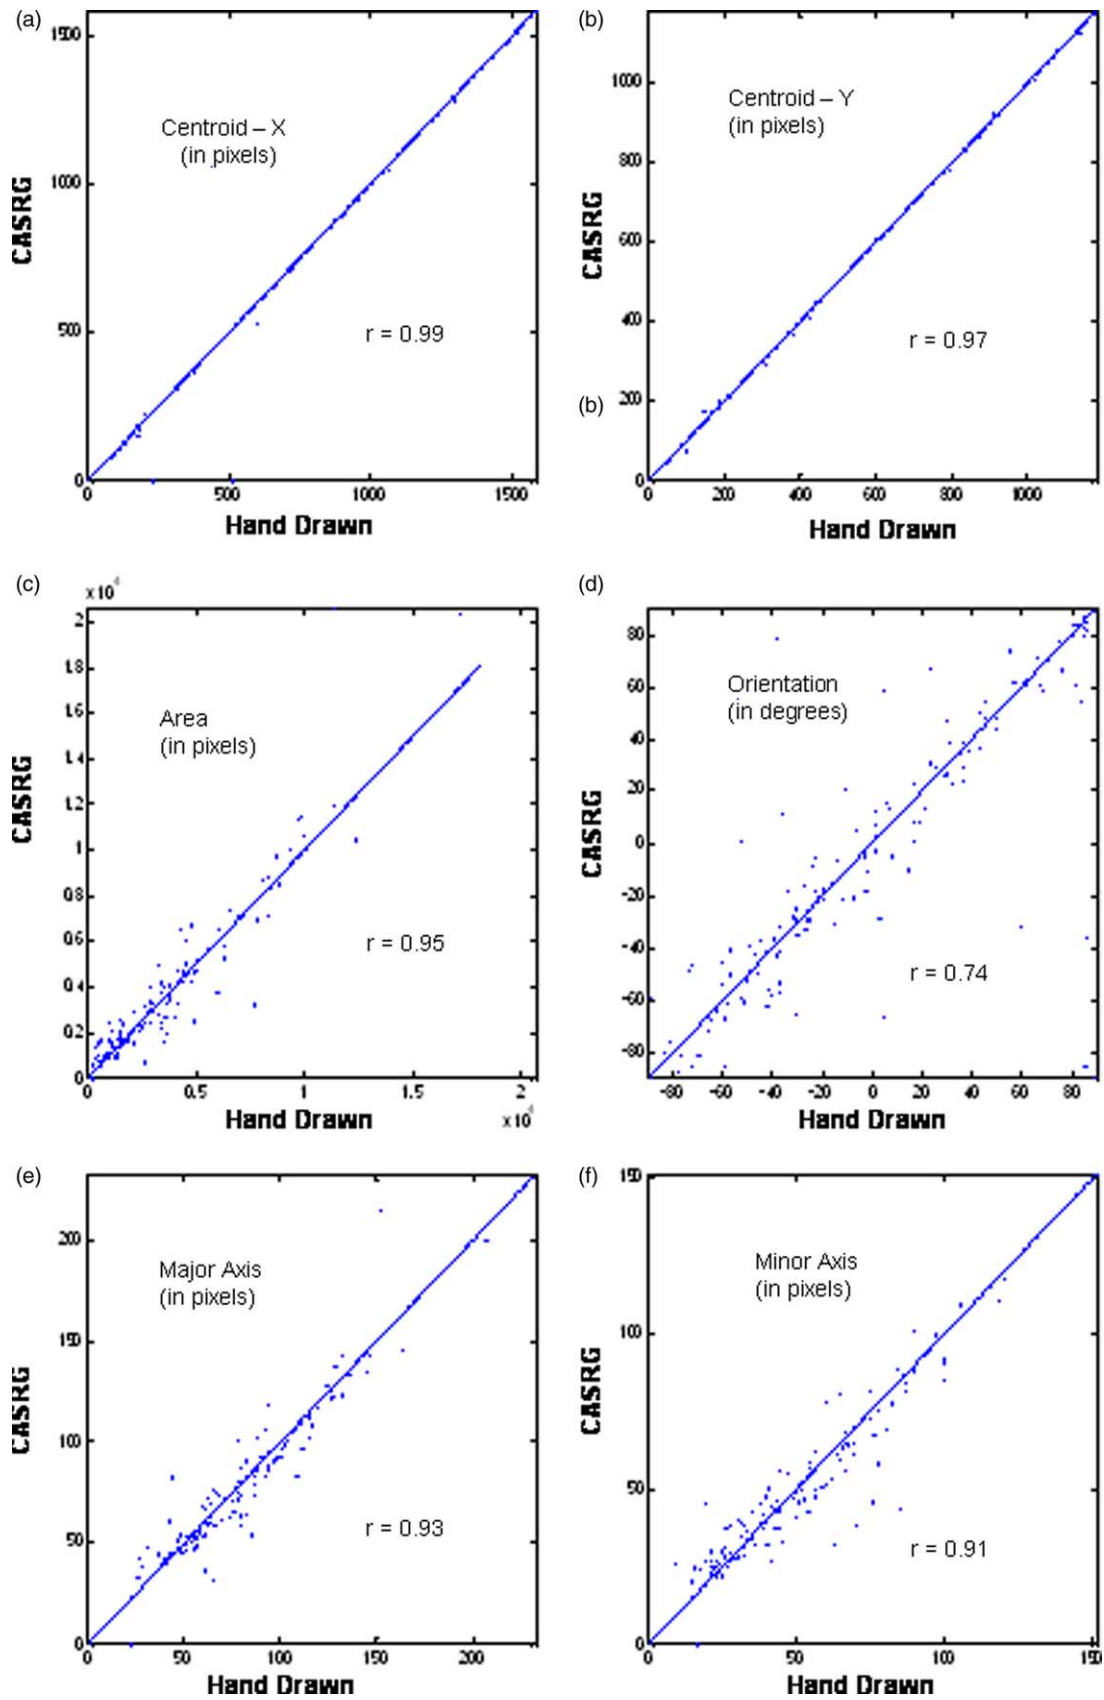 (a)
1500
1000
500
0
CASRG
Centroid – X
(in pixels)
r = 0.99
0 500 1000 1500
Hand Drawn
(b)
1000
800
600
400
(b)
200
0
CASRG
Centroid – Y
(in pixels)
r = 0.97
0 200 400 600 800 1000
Hand Drawn
(c)
x10⁴
2
1.8
1.6
1.4
1.2
1
0.8
0.6
0.4
0.2
0
CASRG
Area
(in pixels)
r = 0.95
0 0.5 1 1.5 2
Hand Drawn
x10⁴
(d)
80
60
40
20
0
-20
-40
-60
-80
CASRG
Orientation
(in degrees)
r = 0.74
-80 -60 -40 -20 0 20 40 60 80
Hand Drawn
(e)
200
150
100
50
0
CASRG
Major Axis
(in pixels)
r = 0.93
0 50 100 150 200
Hand Drawn
(f)
150
100
50
0
CASRG
Minor Axis
(in pixels)
r = 0.91
0 50 100 150
Hand Drawn